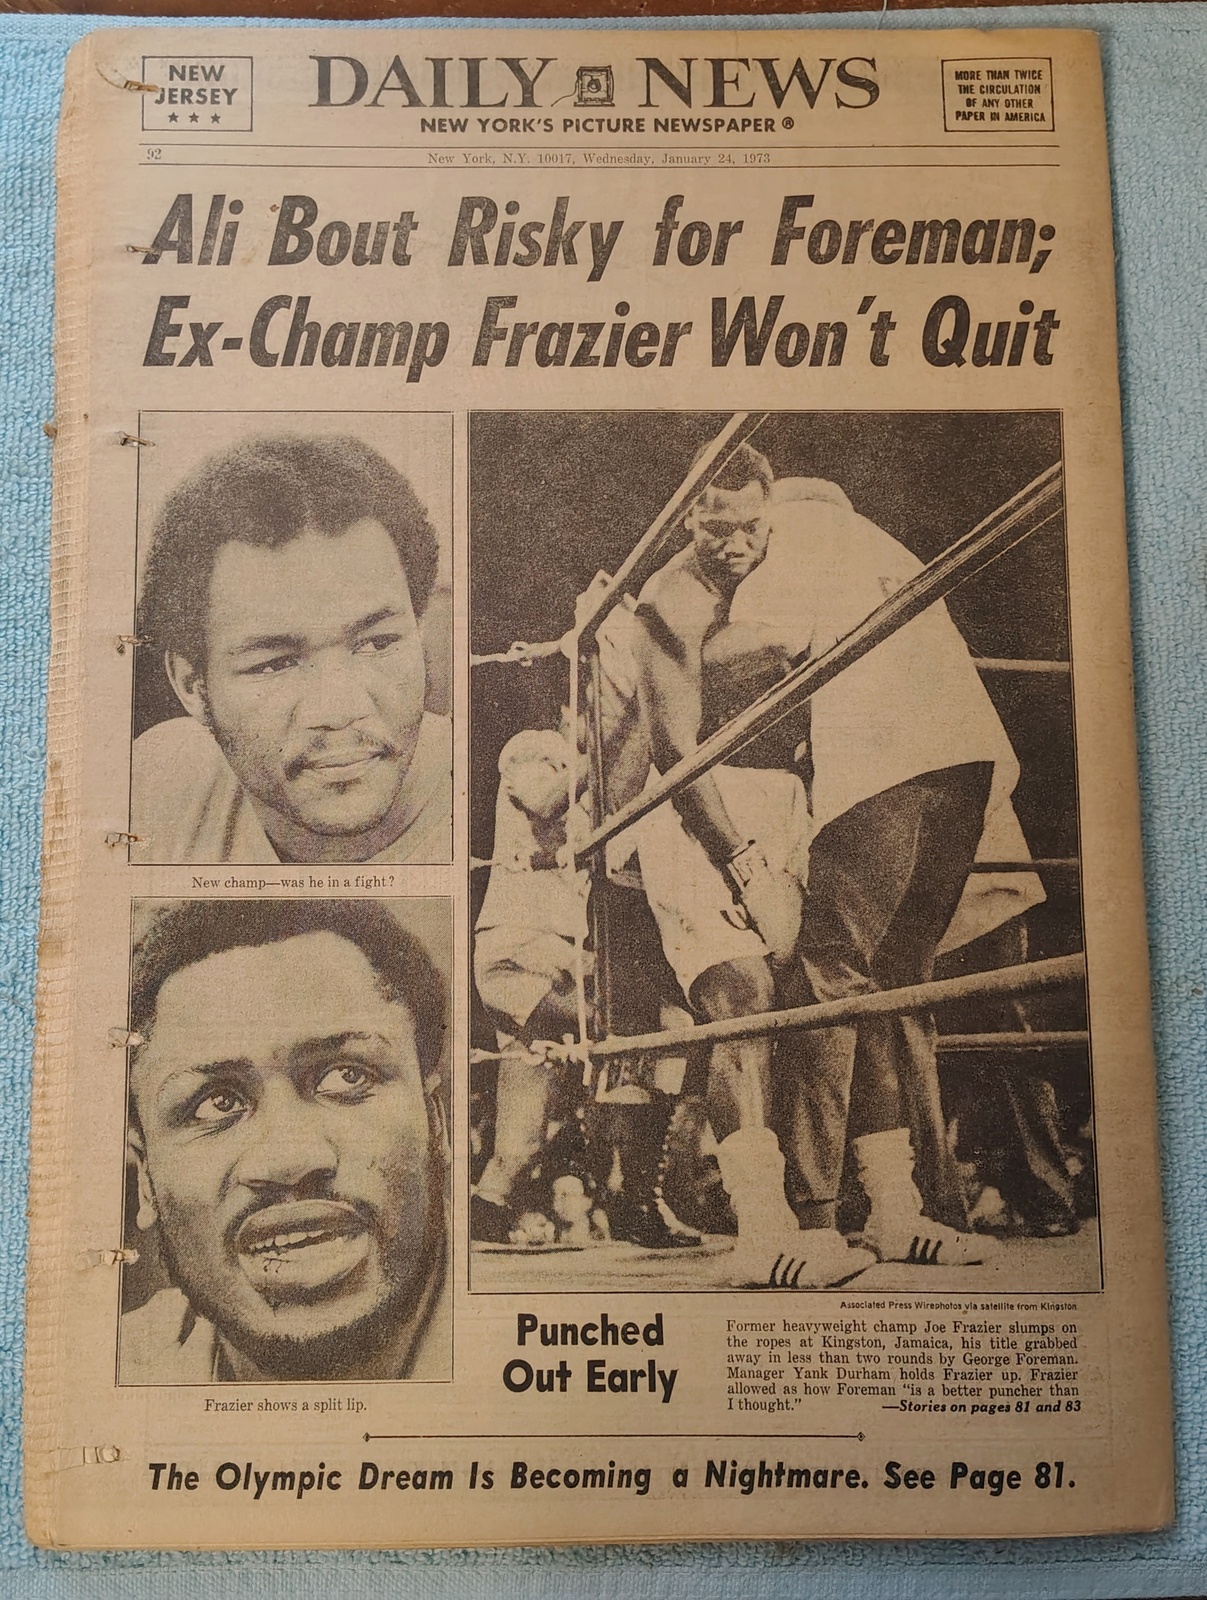 NEW
JERSEY
★ ★ ★
DAILY NEWS
NEW YORK'S PICTURE NEWSPAPER ®
MORE THAN TWICE
THE CIRCULATION
OF ANY OTHER
PAPER IN AMERICA
92
New York, N.Y. 10017, Wednesday, January 24, 1973
Ali Bout Risky for Foreman;
Ex-Champ Frazier Won't Quit
New champ—was he in a fight?
Frazier shows a split lip.
Associated Press Wirephotos via satellite from Kingston
Punched
Out Early
Former heavyweight champ Joe Frazier slumps on
the ropes at Kingston, Jamaica, his title grabbed
away in less than two rounds by George Foreman.
Manager Yank Durham holds Frazier up. Frazier
allowed as how Foreman “is a better puncher than
I thought.” —Stories on pages 81 and 83
The Olympic Dream Is Becoming a Nightmare. See Page 81.